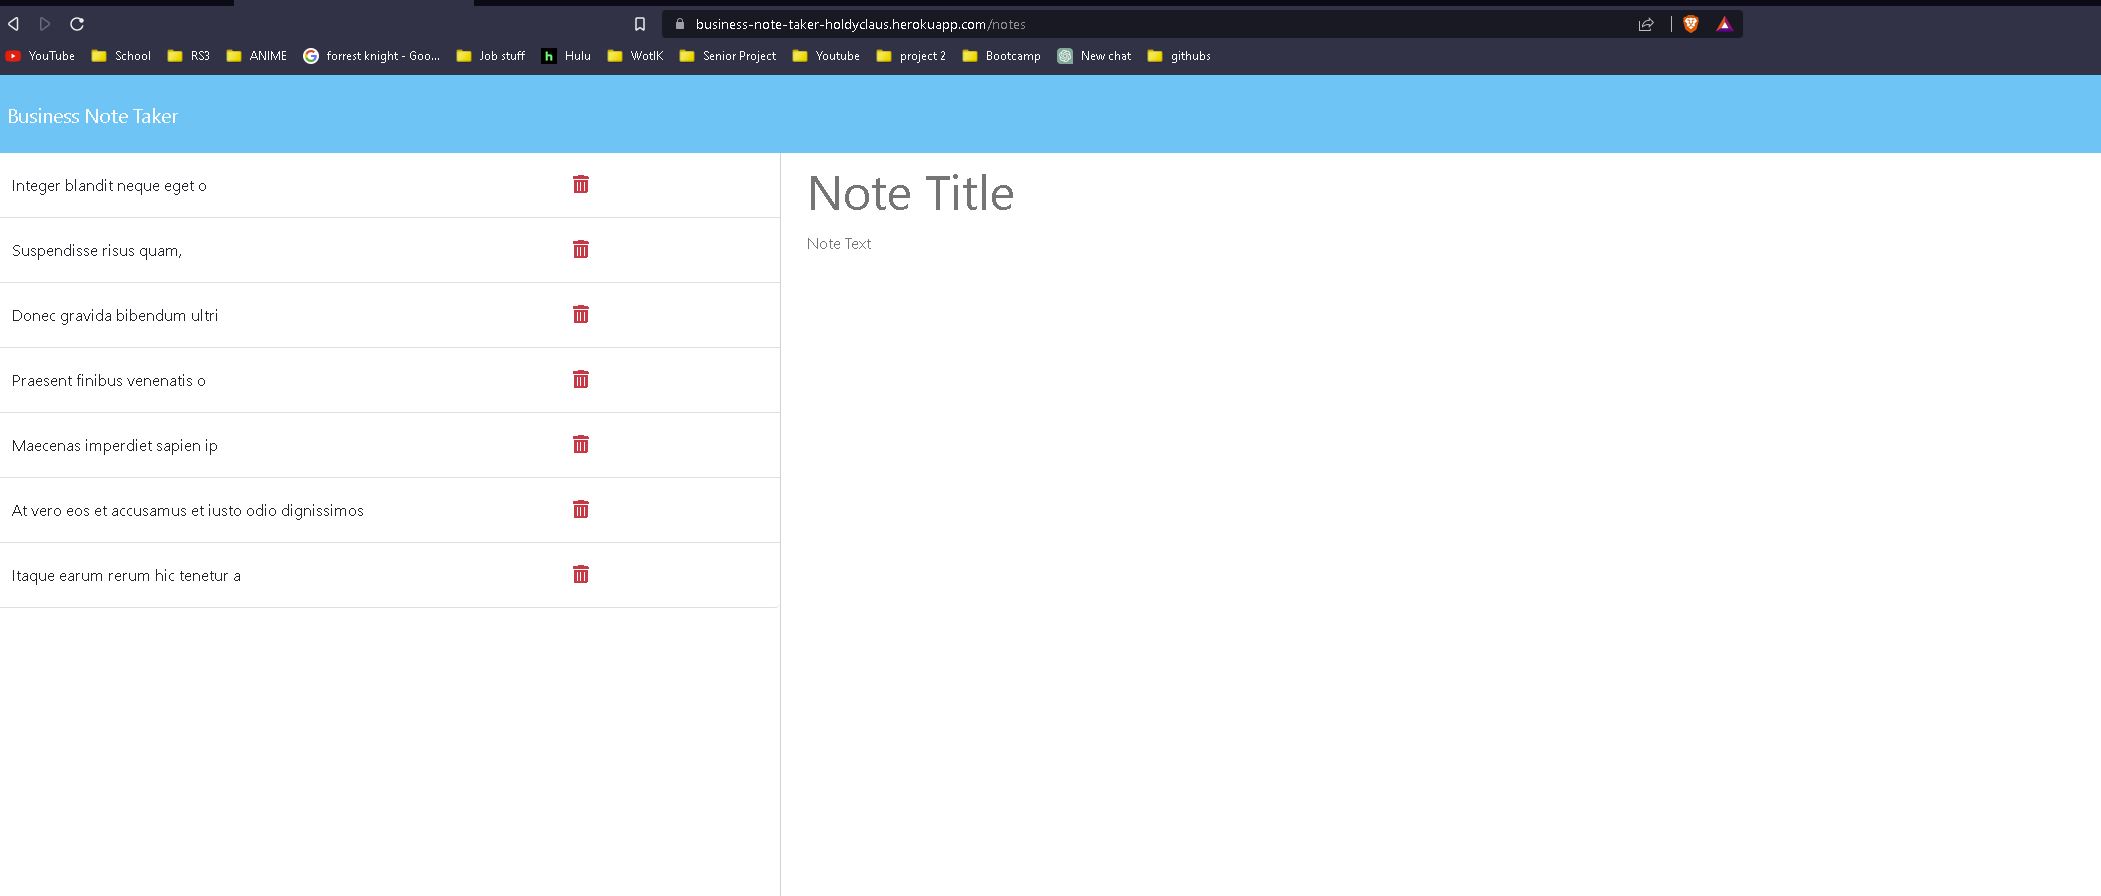 business-note-taker-holdyclaus.herokuapp.com/notes
YouTube School RS3 ANIME forrest knight - Goo... Job stuff Hulu WotlK Senior Project Youtube project 2 Bootcamp New chat githubs
Business Note Taker
Integer blandit neque eget o
Suspendisse risus quam,
Donec gravida bibendum ultri
Praesent finibus venenatis o
Maecenas imperdiet sapien ip
At vero eos et accusamus et iusto odio dignissimos
Itaque earum rerum hic tenetur a
Note Title
Note Text